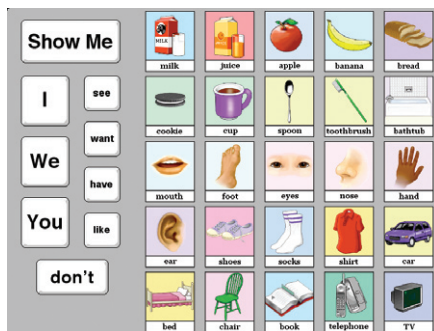 Show Me
I
see
want
We
have
You
like
don't
milk juice apple banana bread
cookie cup spoon toothbrush bathtub
mouth foot eyes nose hand
ear shoes socks shirt car
bed chair book telephone TV